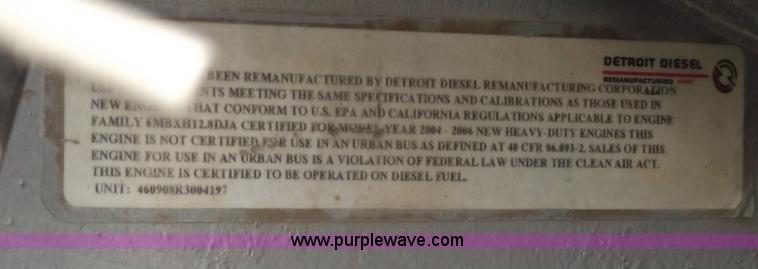 DETROIT DIESEL
REMANUFACTURING
BEEN REMANUFACTURED BY DETROIT DIESEL REMANUFACTURING CORPORATION
MEETING THE SAME SPECIFICATIONS AND CALIBRATIONS AS THOSE USED IN
NEW THAT CONFORM TO U.S. EPA AND CALIFORNIA REGULATIONS APPLICABLE TO ENGINE
FAMILY 6MBXH12.8DJA CERTIFIED FOR MODEL YEAR 2004 - 2006 NEW HEAVY-DUTY ENGINES THIS
ENGINE IS NOT CERTIFIED FOR USE IN AN URBAN BUS AS DEFINED AT 40 CFR 86.093-2. SALES OF THIS
ENGINE FOR USE IN AN URBAN BUS IS A VIOLATION OF FEDERAL LAW UNDER THE CLEAN AIR ACT.
THIS ENGINE IS CERTIFIED TO BE OPERATED ON DIESEL FUEL.
UNIT: 460908R3004197
www.purplewave.com